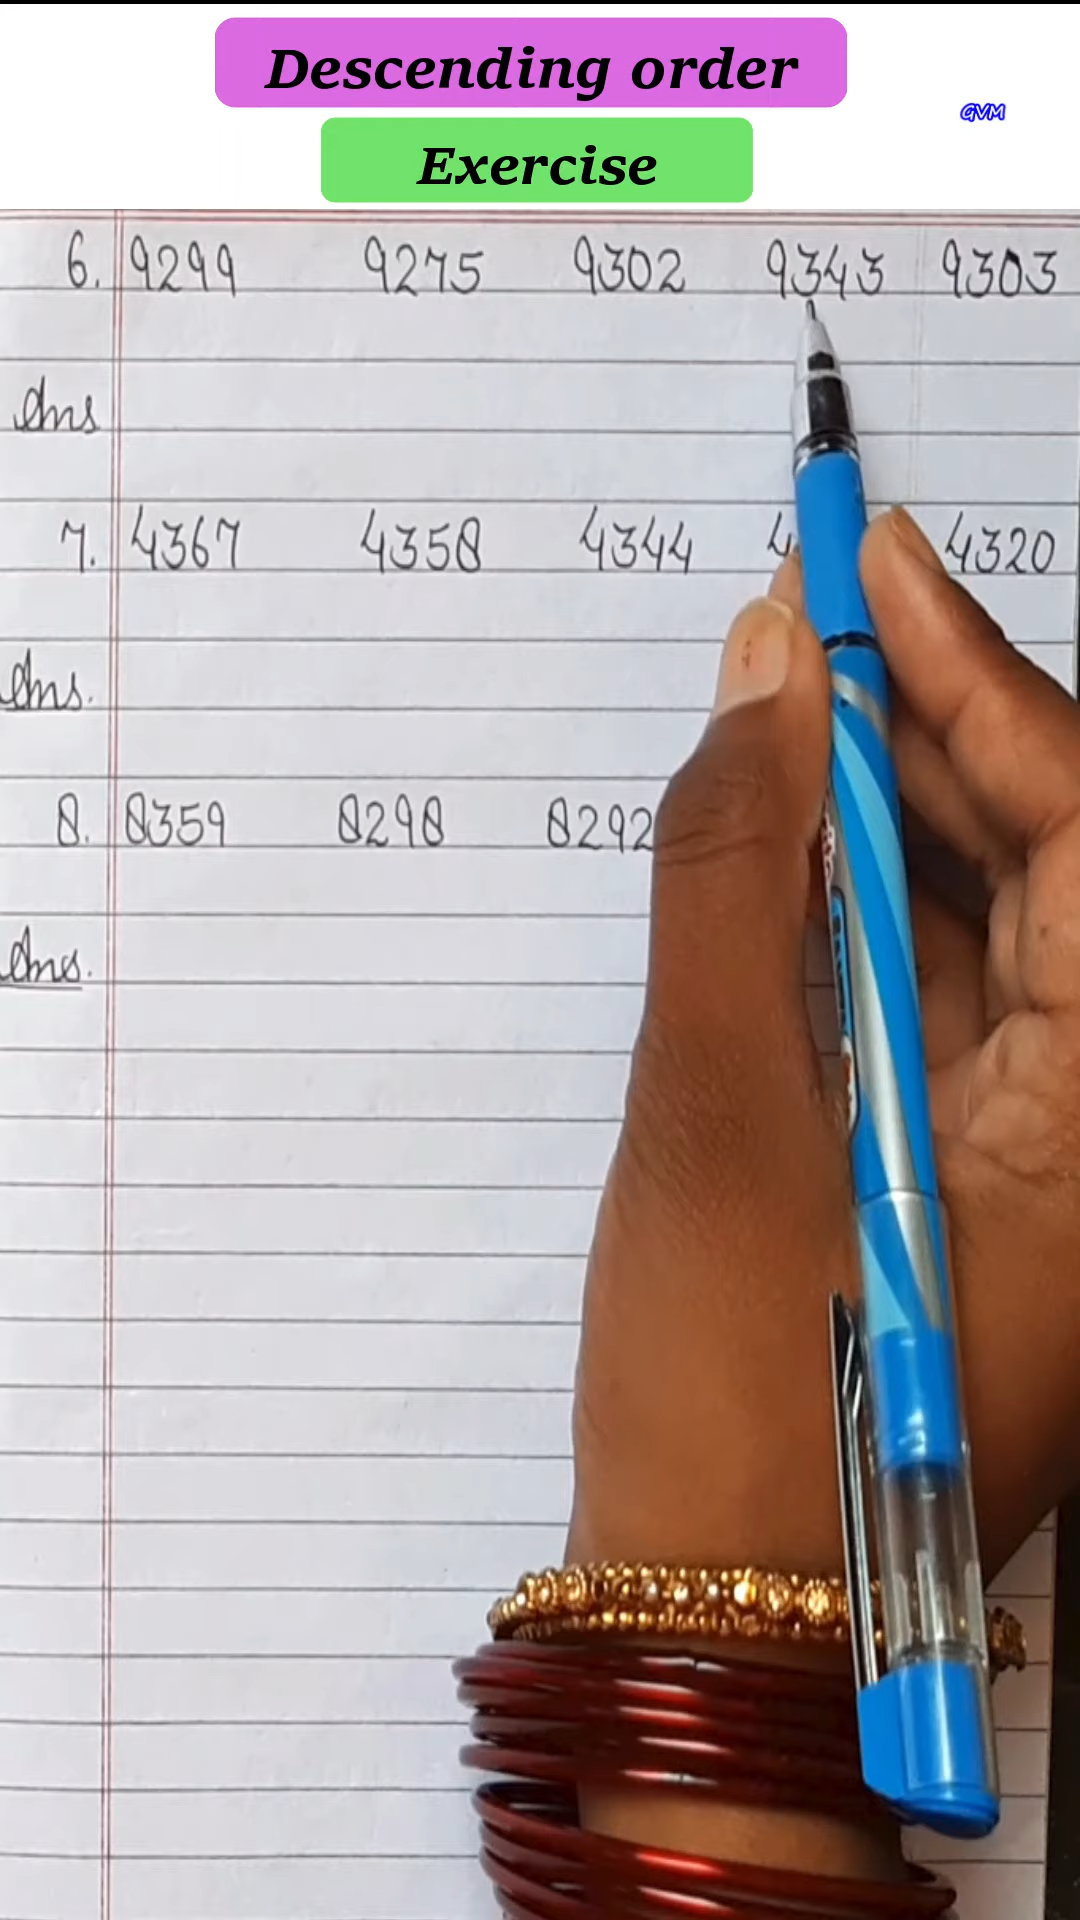 Descending order
GVM
Exercise
6. 9299 9275 9302 9343 9303
Ans
7. 4367 4358 4344 4320
Ans.
8. 8359 8298 8292
Ans.